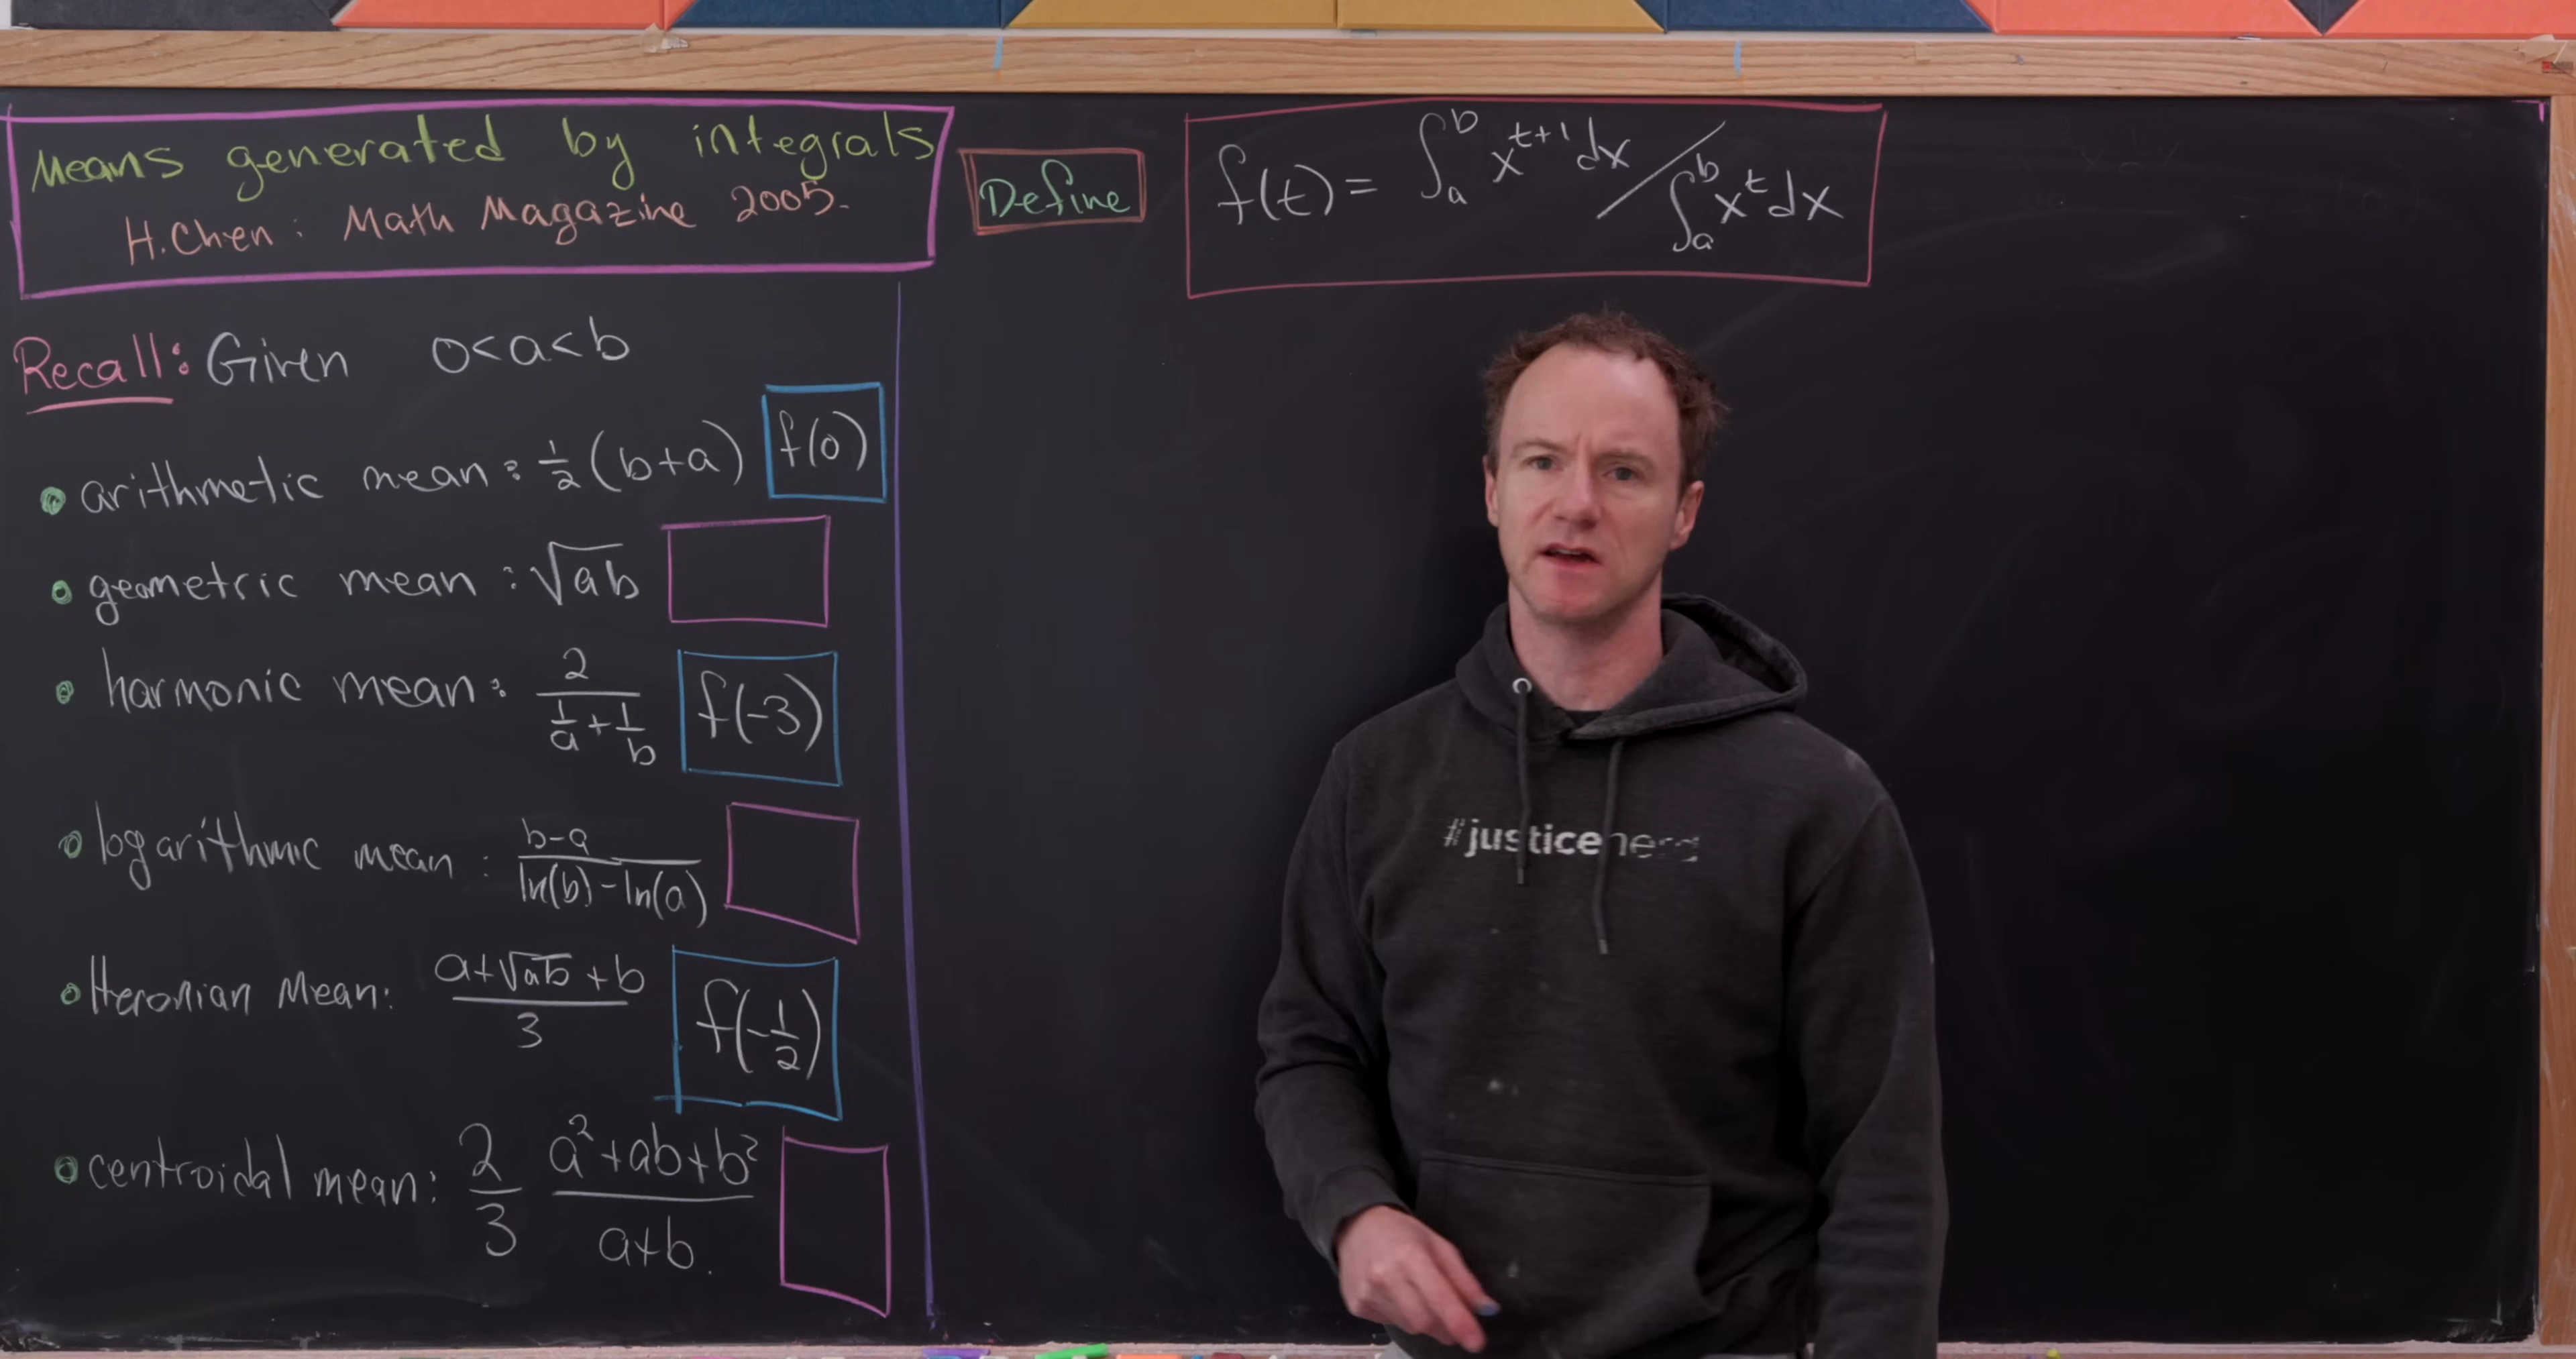 Means generated by integrals
H.Chen: Math Magazine 2005.
Define
f(t) = ∫_a^b x^{t+1} dx / ∫_a^b x^t dx
Recall: Given 0<a<b
• arithmetic mean: 1/2 (b+a) f(0)
• geometric mean: √ab
• harmonic mean: 2/(1/a + 1/b) f(-3)
• logarithmic mean: (b-a)/(ln(b)-ln(a))
• Heronian Mean: (a+√ab+b)/3 f(-1/2)
• centroidal mean: 2/3 (a²+ab+b²)/(a+b).
#justicenerd